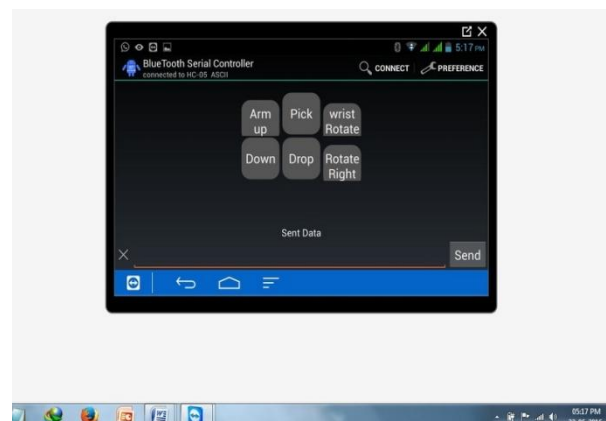 5:17 PM
BlueTooth Serial Controller
connected to HC-05 ASCII
CONNECT
PREFERENCE
Arm up
Pick
wrist Rotate
Down
Drop
Rotate Right
Sent Data
Send
05:17 PM